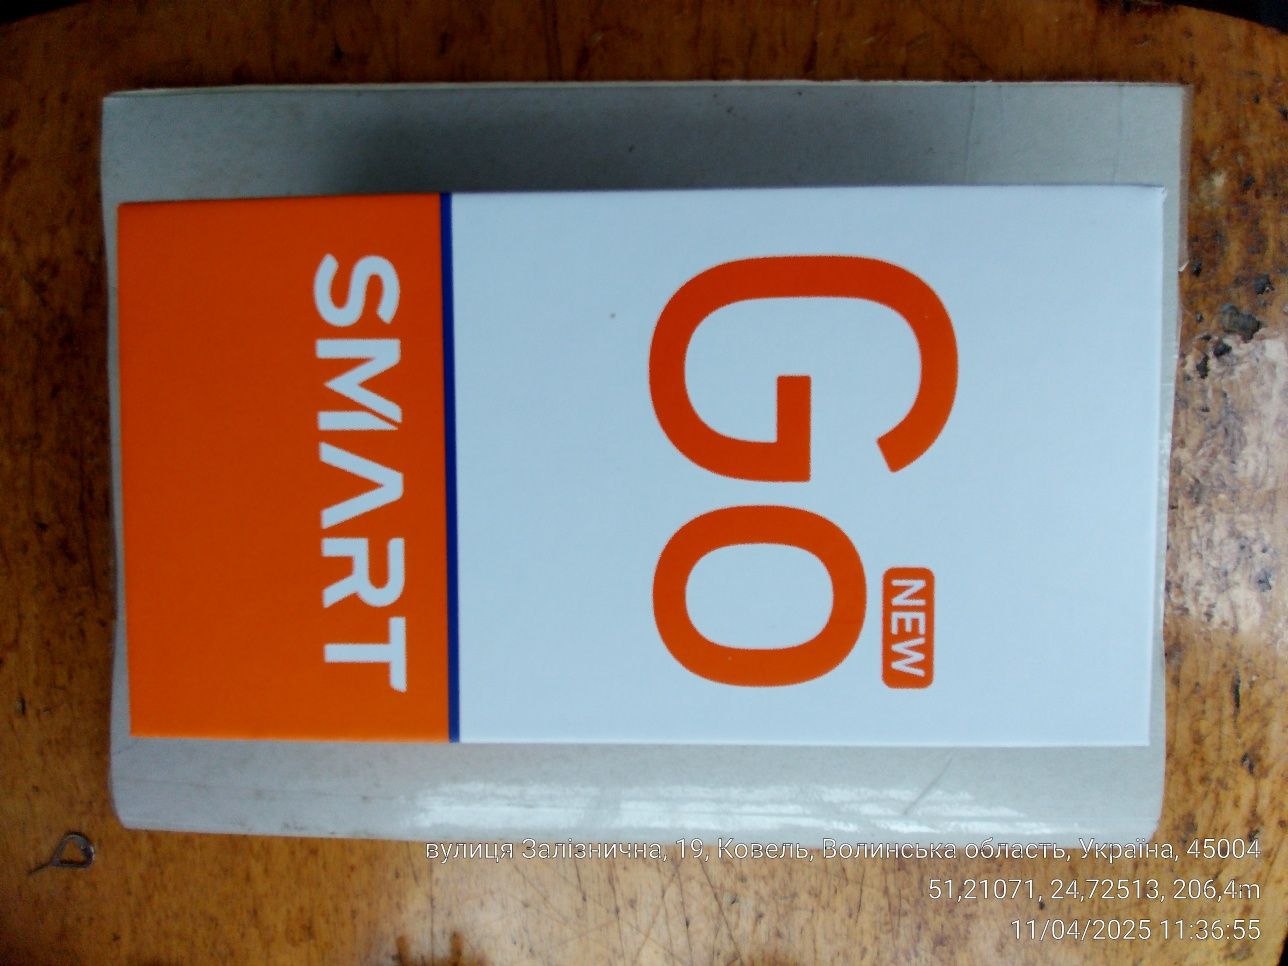 GO
NEW
SMART
вулиця Залізнична, 19, Ковель, Волинська область, Україна, 45004
51,21071, 24,72513, 206,4m
11/04/2025 11:36:55